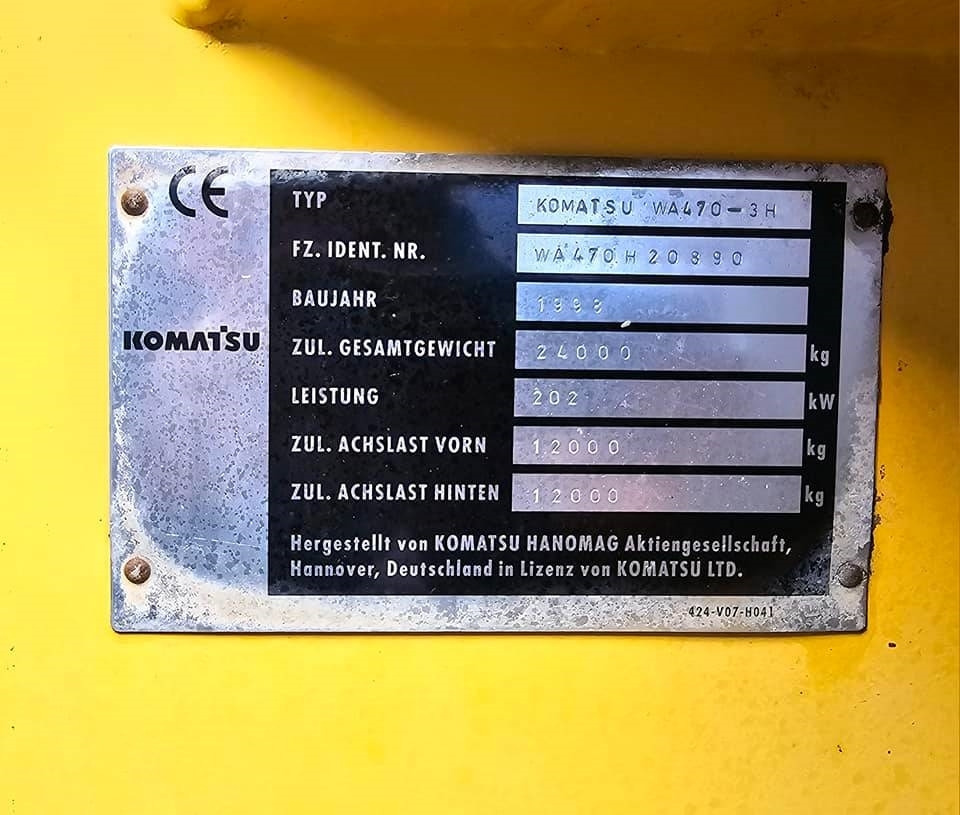 CE
KOMATSU
TYP KOMATSU WA470-3H
FZ. IDENT. NR. WA470H20890
BAUJAHR 1998
ZUL. GESAMTGEWICHT 24000 kg
LEISTUNG 202 kW
ZUL. ACHSLAST VORN 12000 kg
ZUL. ACHSLAST HINTEN 12000 kg
Hergestellt von KOMATSU HANOMAG Aktiengesellschaft,
Hannover, Deutschland in Lizenz von KOMATSU LTD.
424-V07-H041